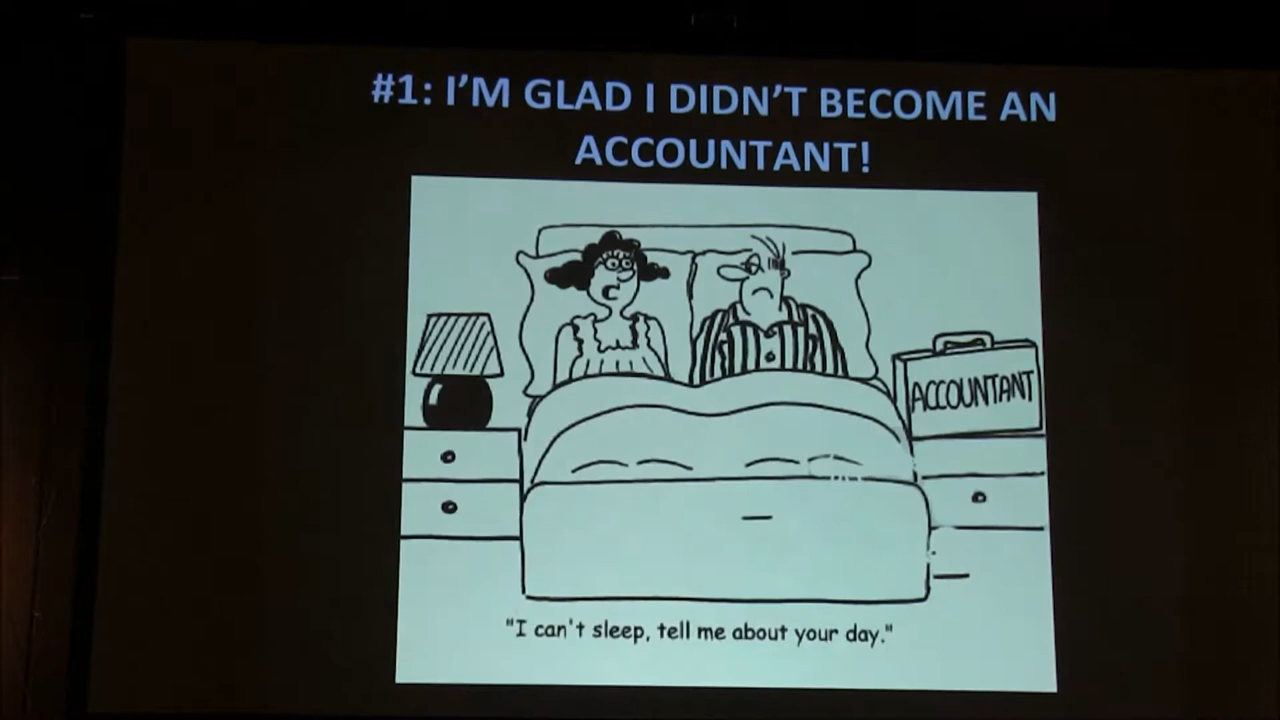 #1: I'M GLAD I DIDN'T BECOME AN
ACCOUNTANT!
ACCOUNTANT
"I can't sleep, tell me about your day."